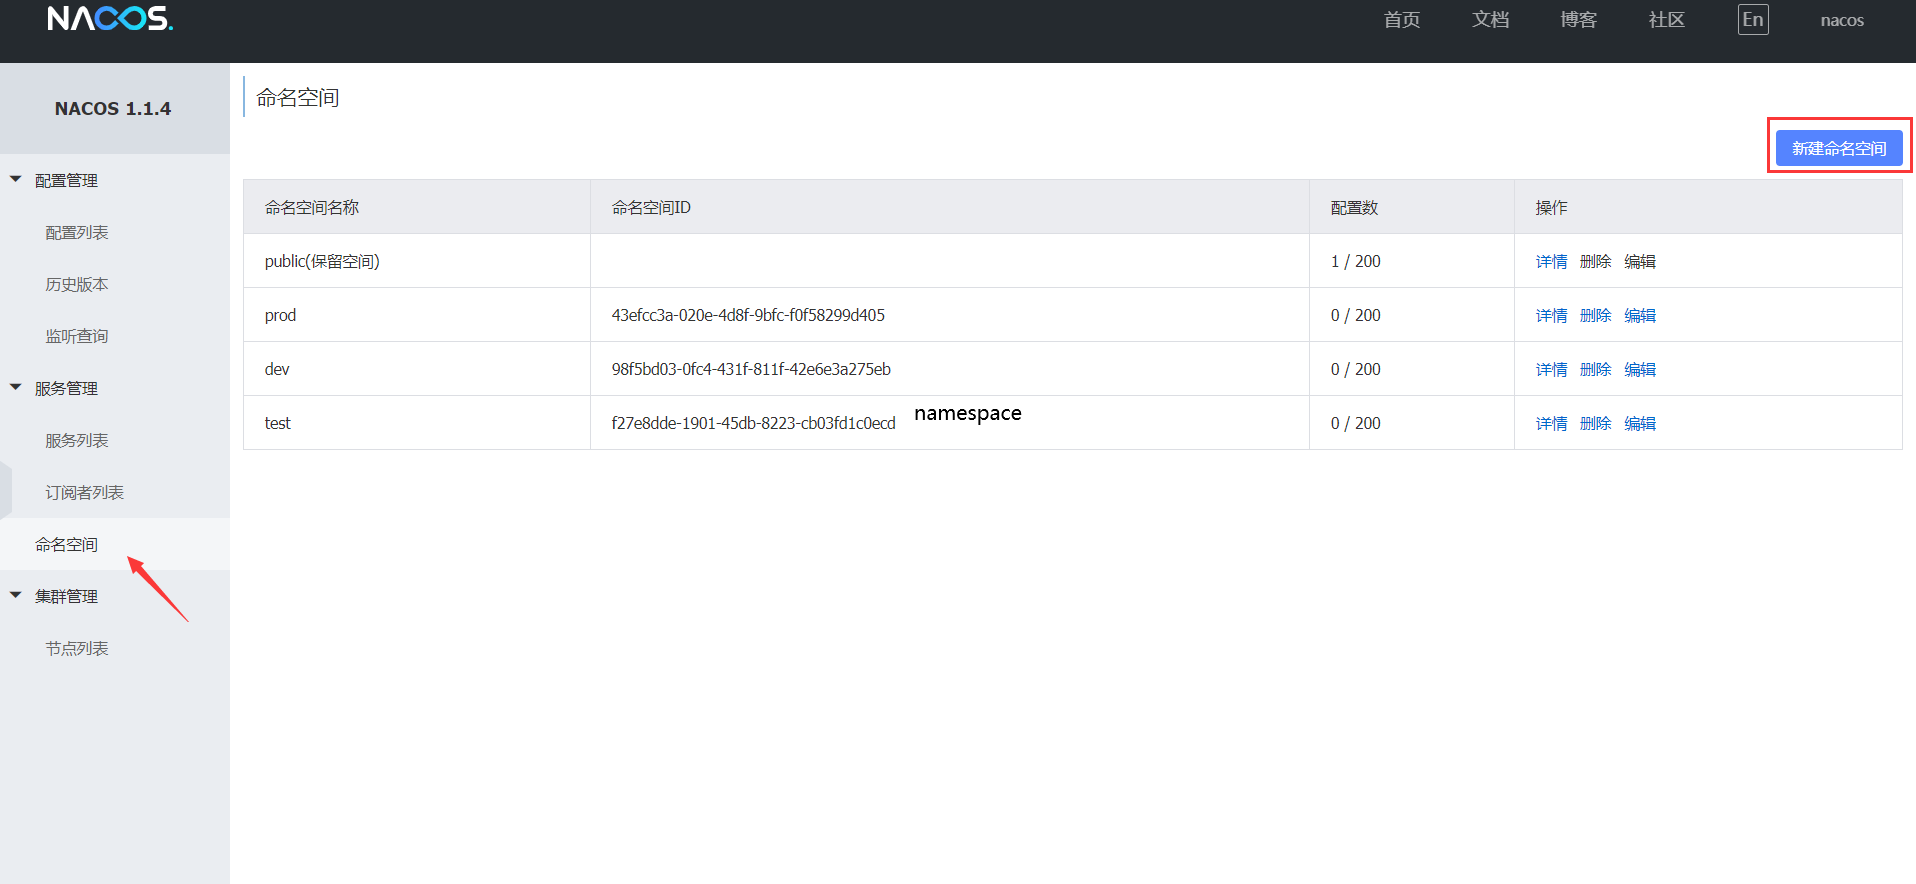 NACOS.
首页 文档 博客 社区 En nacos
NACOS 1.1.4
配置管理
配置列表
历史版本
监听查询
服务管理
服务列表
订阅者列表
命名空间
集群管理
节点列表
命名空间
新建命名空间
命名空间名称 命名空间ID 配置数 操作
public(保留空间) 1 / 200 详情 删除 编辑
prod 43efcc3a-020e-4d8f-9bfc-f0f58299d405 0 / 200 详情 删除 编辑
dev 98f5bd03-0fc4-431f-811f-42e6e3a275eb 0 / 200 详情 删除 编辑
test f27e8dde-1901-45db-8223-cb03fd1c0ecd namespace 0 / 200 详情 删除 编辑